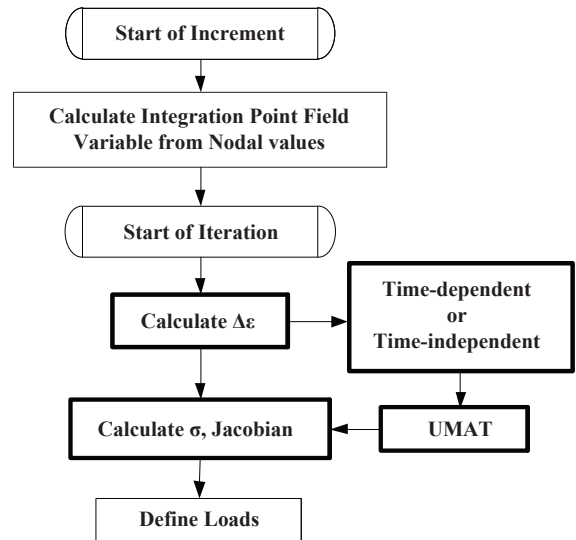 Start of Increment
Calculate Integration Point Field
Variable from Nodal values
Start of Iteration
Calculate Δε
Time-dependent
or
Time-independent
Calculate σ, Jacobian
UMAT
Define Loads